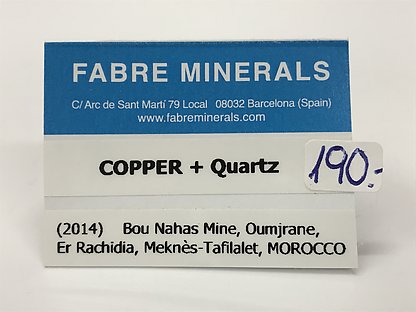 FABRE MINERALS
C/ Arc de Sant Martí 79 Local 08032 Barcelona (Spain)
www.fabreminerals.com
COPPER + Quartz
190.-
(2014) Bou Nahas Mine, Oumjrane,
Er Rachidia, Meknès-Tafilalet, MOROCCO